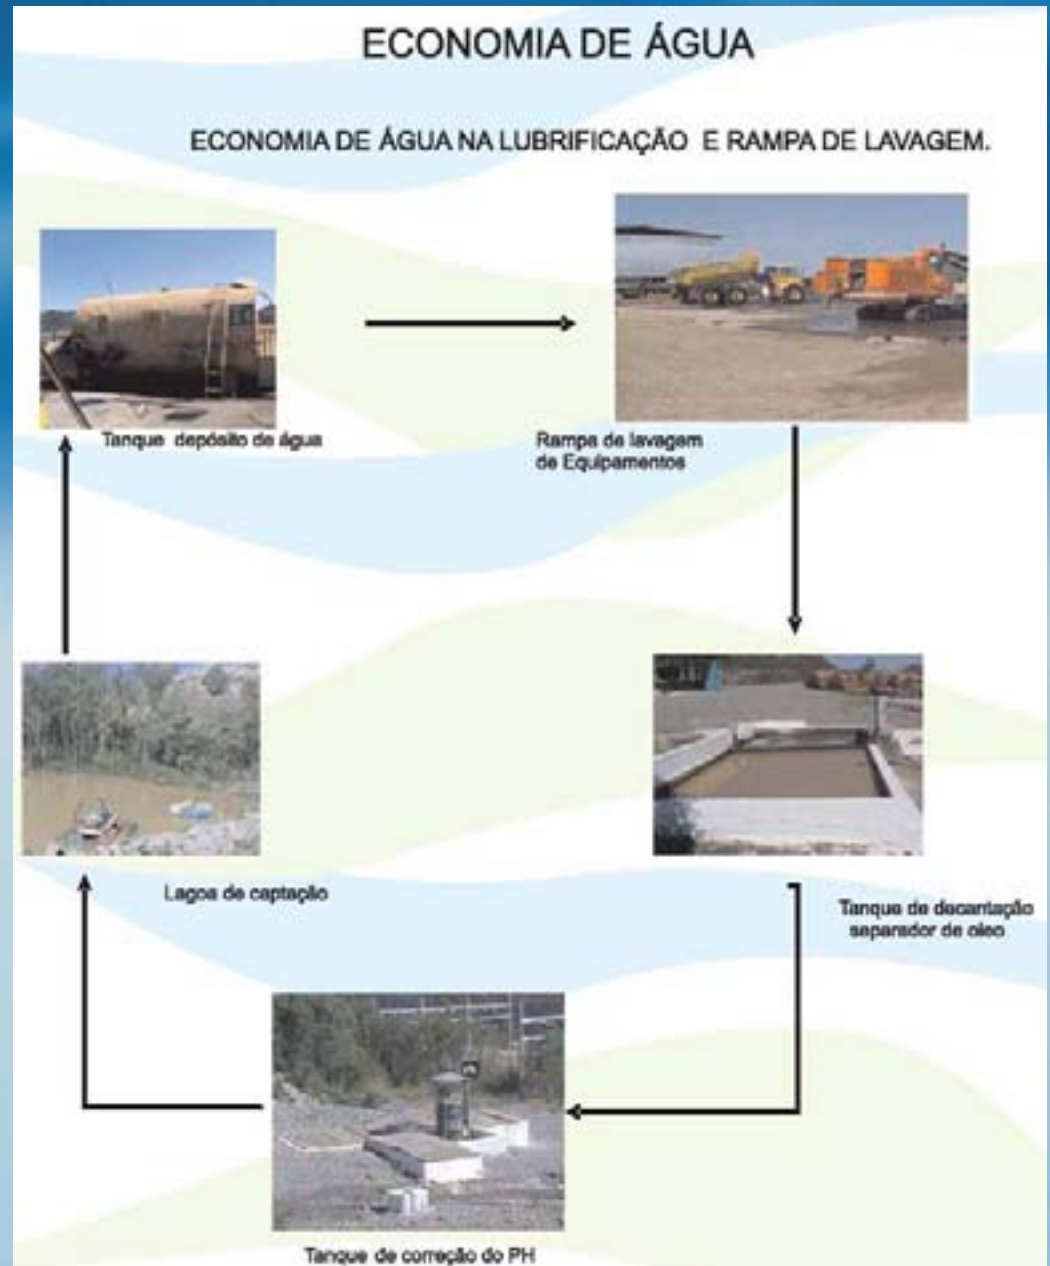 ECONOMIA DE ÁGUA
ECONOMIA DE ÁGUA NA LUBRIFICAÇÃO E RAMPA DE LAVAGEM.
Tanque depósito de água
Rampa de lavagem
de Equipamentos
Lagoa de captação
Tanque de decantação
separador de oleo
Tanque de correção do PH